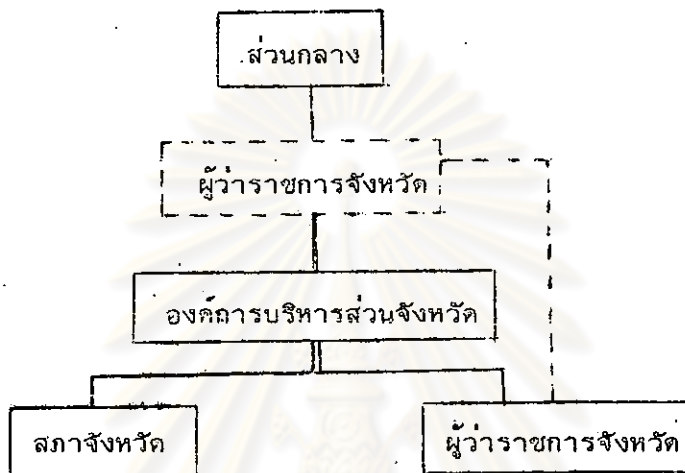 ส่วนกลาง
ผู้ว่าราชการจังหวัด
องค์การบริหารส่วนจังหวัด
สภาจังหวัด
ผู้ว่าราชการจังหวัด